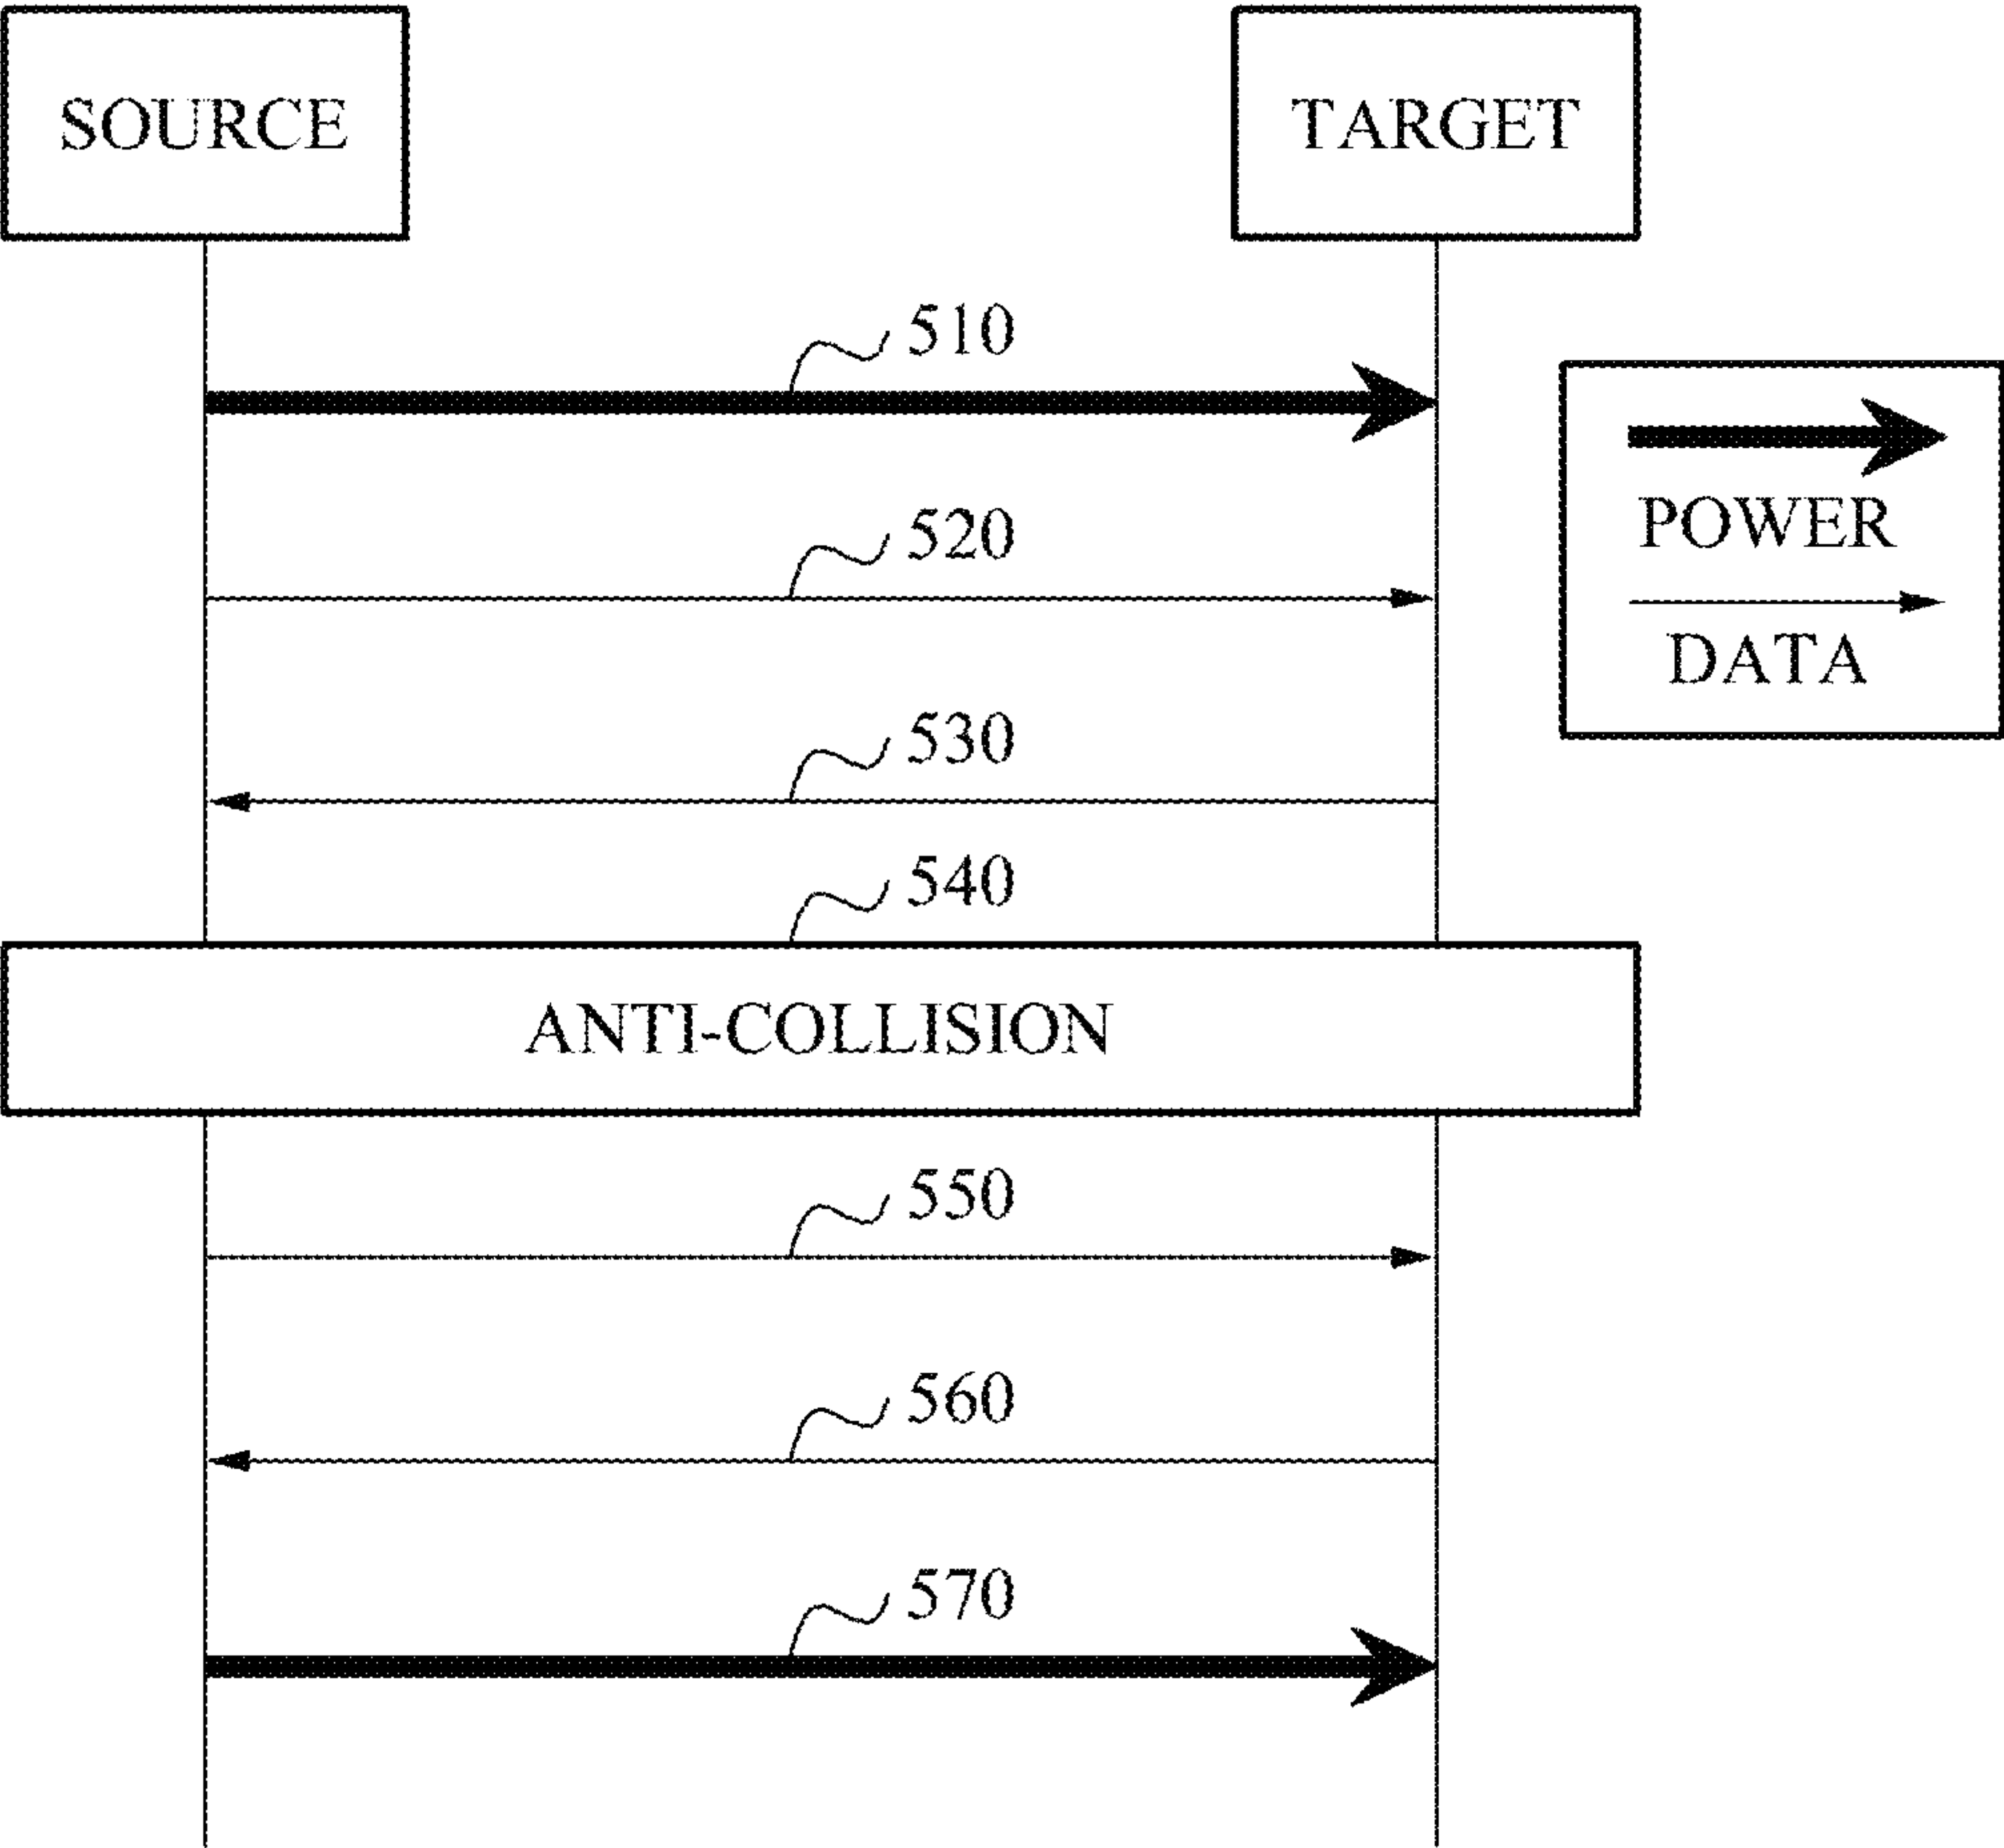 SOURCE
TARGET
510
POWER
DATA
520
530
540
ANTI-COLLISION
550
560
570